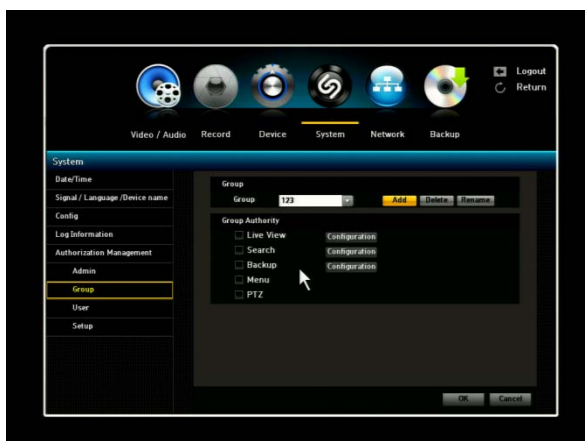 Logout
Return
Video / Audio Record Device System Network Backup
System
Date/Time
Signal / Language /Device name
Config
Log Information
Authorization Management
Admin
Group
User
Setup
Group
Group 123 Add Delete Rename
Group Authority
Live View Configuration
Search Configuration
Backup Configuration
Menu
PTZ
OK Cancel